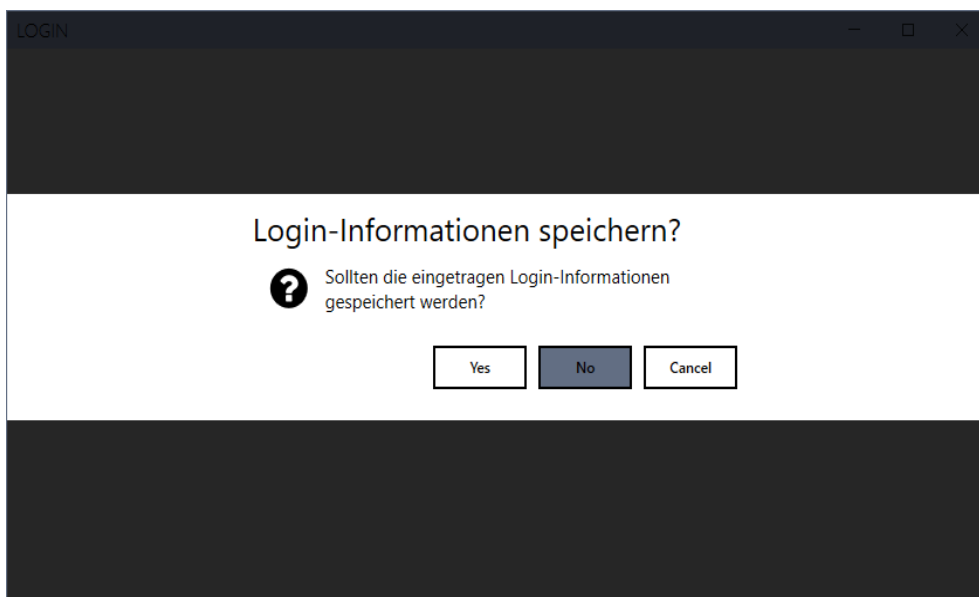 LOGIN
Login-Informationen speichern?
Sollten die eingetragen Login-Informationen
gespeichert werden?
Yes No Cancel